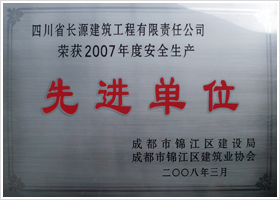 四川省长源建筑工程有限责任公司
荣获2007年度安全生产
先进单位
成都市锦江区建设局
成都市锦江区建筑业协会
二〇〇八年三月